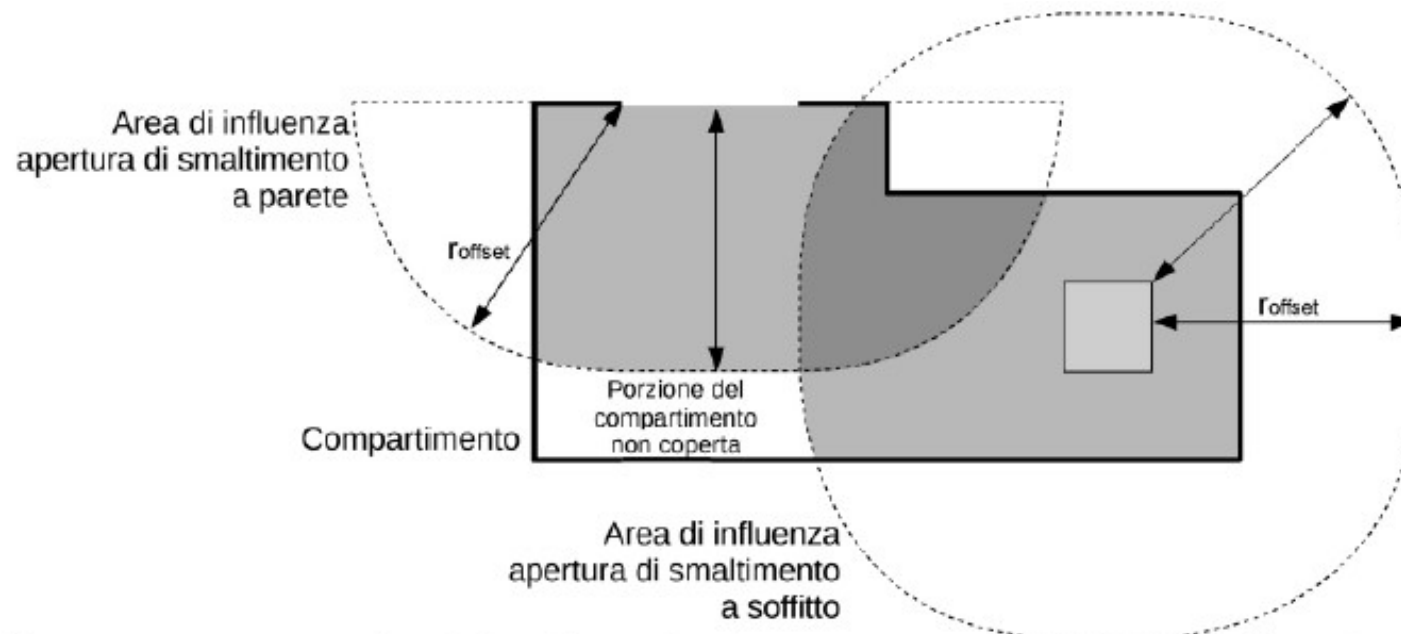 Area di influenza
apertura di smaltimento
a parete
roffset
roffset
Porzione del
compartimento
non coperta
Compartimento
Area di influenza
apertura di smaltimento
a soffitto